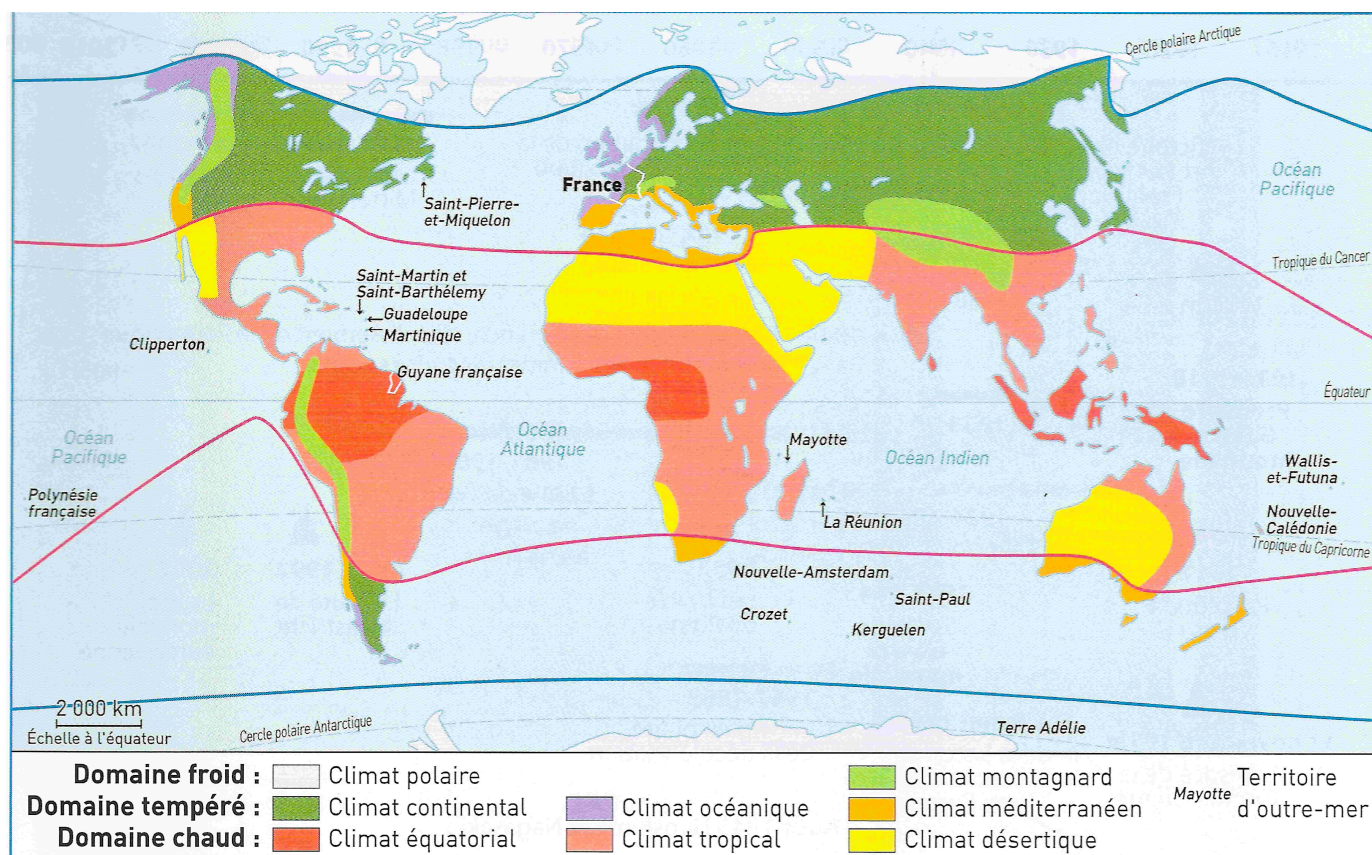 Cercle polaire Arctique
Océan
Pacifique
France
Saint-Pierre-
et-Miquelon
Tropique du Cancer
Saint-Martin et
Saint-Barthélemy
Guadeloupe
Martinique
Clipperton
Guyane française
Équateur
Océan
Pacifique
Océan
Atlantique
Mayotte
Océan Indien
Wallis-
et-Futuna
Polynésie
française
La Réunion
Nouvelle-
Calédonie
Tropique du Capricorne
Nouvelle-Amsterdam
Saint-Paul
Crozet
Kerguelen
2 000 km
Échelle à l'équateur
Cercle polaire Antarctique
Terre Adélie
Domaine froid : Climat polaire Climat montagnard
Domaine tempéré : Climat continental Climat océanique Climat méditerranéen
Domaine chaud : Climat équatorial Climat tropical Climat désertique
Mayotte Territoire
d'outre-mer